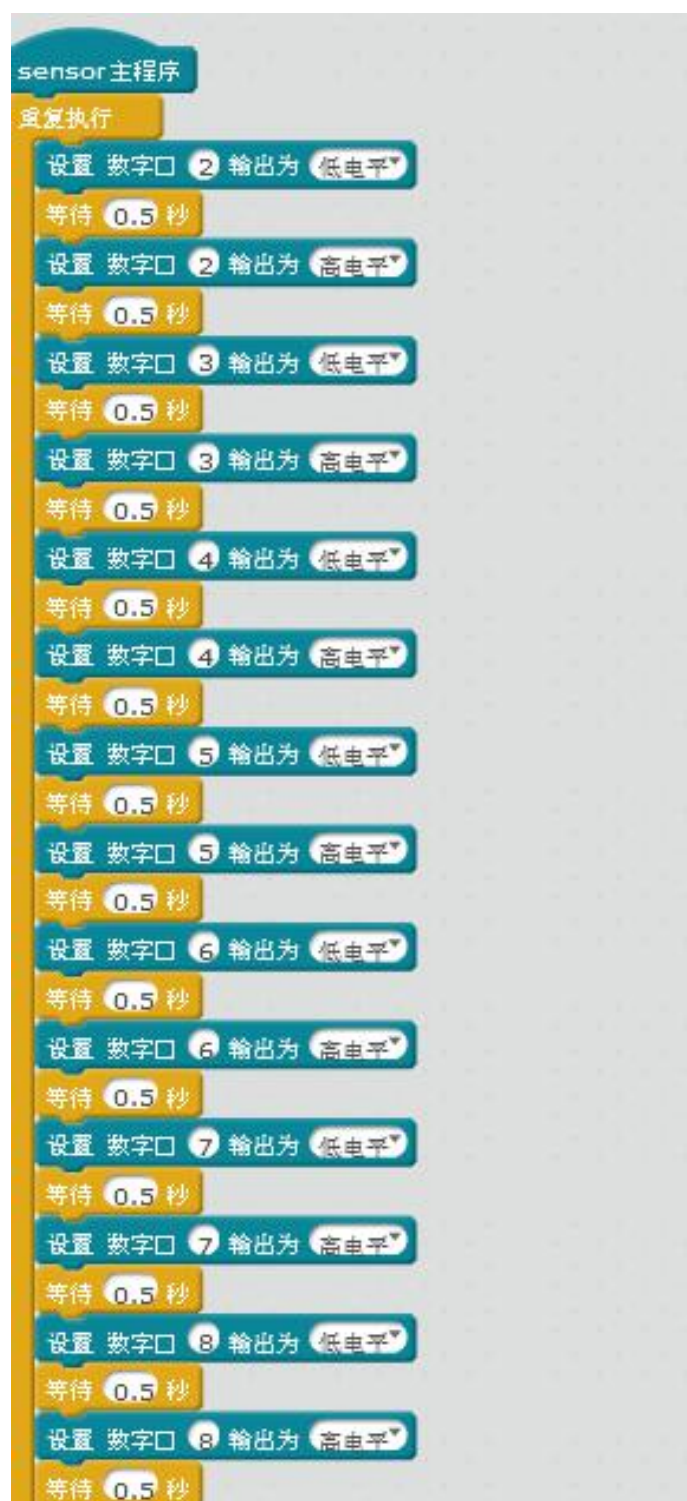 sensor主程序
重复执行
设置 数字口 2 输出为 低电平
等待 0.5 秒
设置 数字口 2 输出为 高电平
等待 0.5 秒
设置 数字口 3 输出为 低电平
等待 0.5 秒
设置 数字口 3 输出为 高电平
等待 0.5 秒
设置 数字口 4 输出为 低电平
等待 0.5 秒
设置 数字口 4 输出为 高电平
等待 0.5 秒
设置 数字口 5 输出为 低电平
等待 0.5 秒
设置 数字口 5 输出为 高电平
等待 0.5 秒
设置 数字口 6 输出为 低电平
等待 0.5 秒
设置 数字口 6 输出为 高电平
等待 0.5 秒
设置 数字口 7 输出为 低电平
等待 0.5 秒
设置 数字口 7 输出为 高电平
等待 0.5 秒
设置 数字口 8 输出为 低电平
等待 0.5 秒
设置 数字口 8 输出为 高电平
等待 0.5 秒